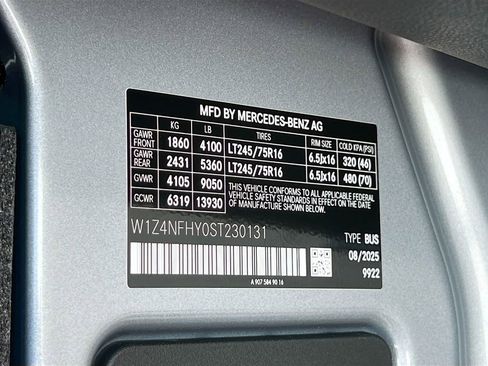 MFD BY MERCEDES-BENZ AG
KG LB TIRES RIM SIZE COLD KPA (PSI)
GAWR FRONT 1860 4100 LT245/75R16 6.5Jx16 320 (46)
GAWR REAR 2431 5360 LT245/75R16 6.5Jx16 480 (70)
GVWR 4105 9050
GCWR 6319 13930
THIS VEHICLE CONFORMS TO ALL APPLICABLE FEDERAL
VEHICLE SAFETY STANDARDS IN EFFECT ON THE DATE
OF MANUFACTURE SHOWN ABOVE.
W1Z4NFHY0ST230131
TYPE BUS
08/2025
9922
A 907 584 90 16